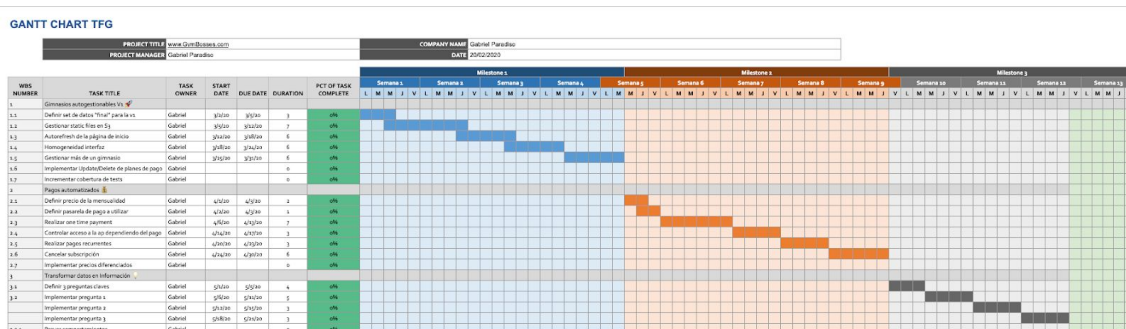 GANTT CHART TFG
PROJECT TITLE www.GymBosses.com COMPANY NAME Gabriel Paradiso
PROJECT MANAGER Gabriel Paradiso DATE 20/02/2020
Milestone 1 Milestone 2 Milestone 3
WBS NUMBER TASK TITLE TASK OWNER START DATE DUE DATE DURATION PCT OF TASK COMPLETE Semana 1 Semana 2 Semana 3 Semana 4 Semana 5 Semana 6 Semana 7 Semana 8 Semana 9 Semana 10 Semana 11 Semana 12 Semana 13
L M M J V L M M J V L M M J V L M M J V L M M J V L M M J V L M M J V L M M J V L M M J V L M M J V L M M J V L M M J V L M M J
1 Gimnasios autogestionables V1 🚀
1.1 Definir set de datos "final" para la v1 Gabriel 3/2/20 3/5/20 3 0%
1.2 Gestionar static files en S3 Gabriel 3/5/20 3/12/20 7 0%
1.3 Autorefresh de la página de inicio Gabriel 3/12/20 3/18/20 6 0%
1.4 Homogeneidad interfaz Gabriel 3/18/20 3/24/20 6 0%
1.5 Gestionar más de un gimnasio Gabriel 3/25/20 3/31/20 6 0%
1.6 Implementar Update/Delete de planes de pago Gabriel 0 0%
1.7 Incrementar cobertura de tests Gabriel 0 0%
2 Pagos automatizados 💰
2.1 Definir precio de la mensualidad Gabriel 4/1/20 4/3/20 2 0%
2.2 Definir pasarela de pago a utilizar Gabriel 4/2/20 4/3/20 1 0%
2.3 Realizar one time payment Gabriel 4/6/20 4/13/20 7 0%
2.4 Controlar acceso a la ap dependiendo del pago Gabriel 4/14/20 4/17/20 3 0%
2.5 Realizar pagos recurrentes Gabriel 4/20/20 4/23/20 3 0%
2.6 Cancelar subscripción Gabriel 4/24/20 4/30/20 6 0%
2.7 Implementar precios diferenciados Gabriel 0 0%
3 Transformar datos en Información 💡
3.1 Definir 3 preguntas claves Gabriel 5/1/20 5/5/20 4 0%
3.2 Implementar pregunta 1 Gabriel 5/6/20 5/11/20 5 0%
Implementar pregunta 2 Gabriel 5/12/20 5/15/20 3 0%
Implementar pregunta 3 Gabriel 5/18/20 5/21/20 3 0%